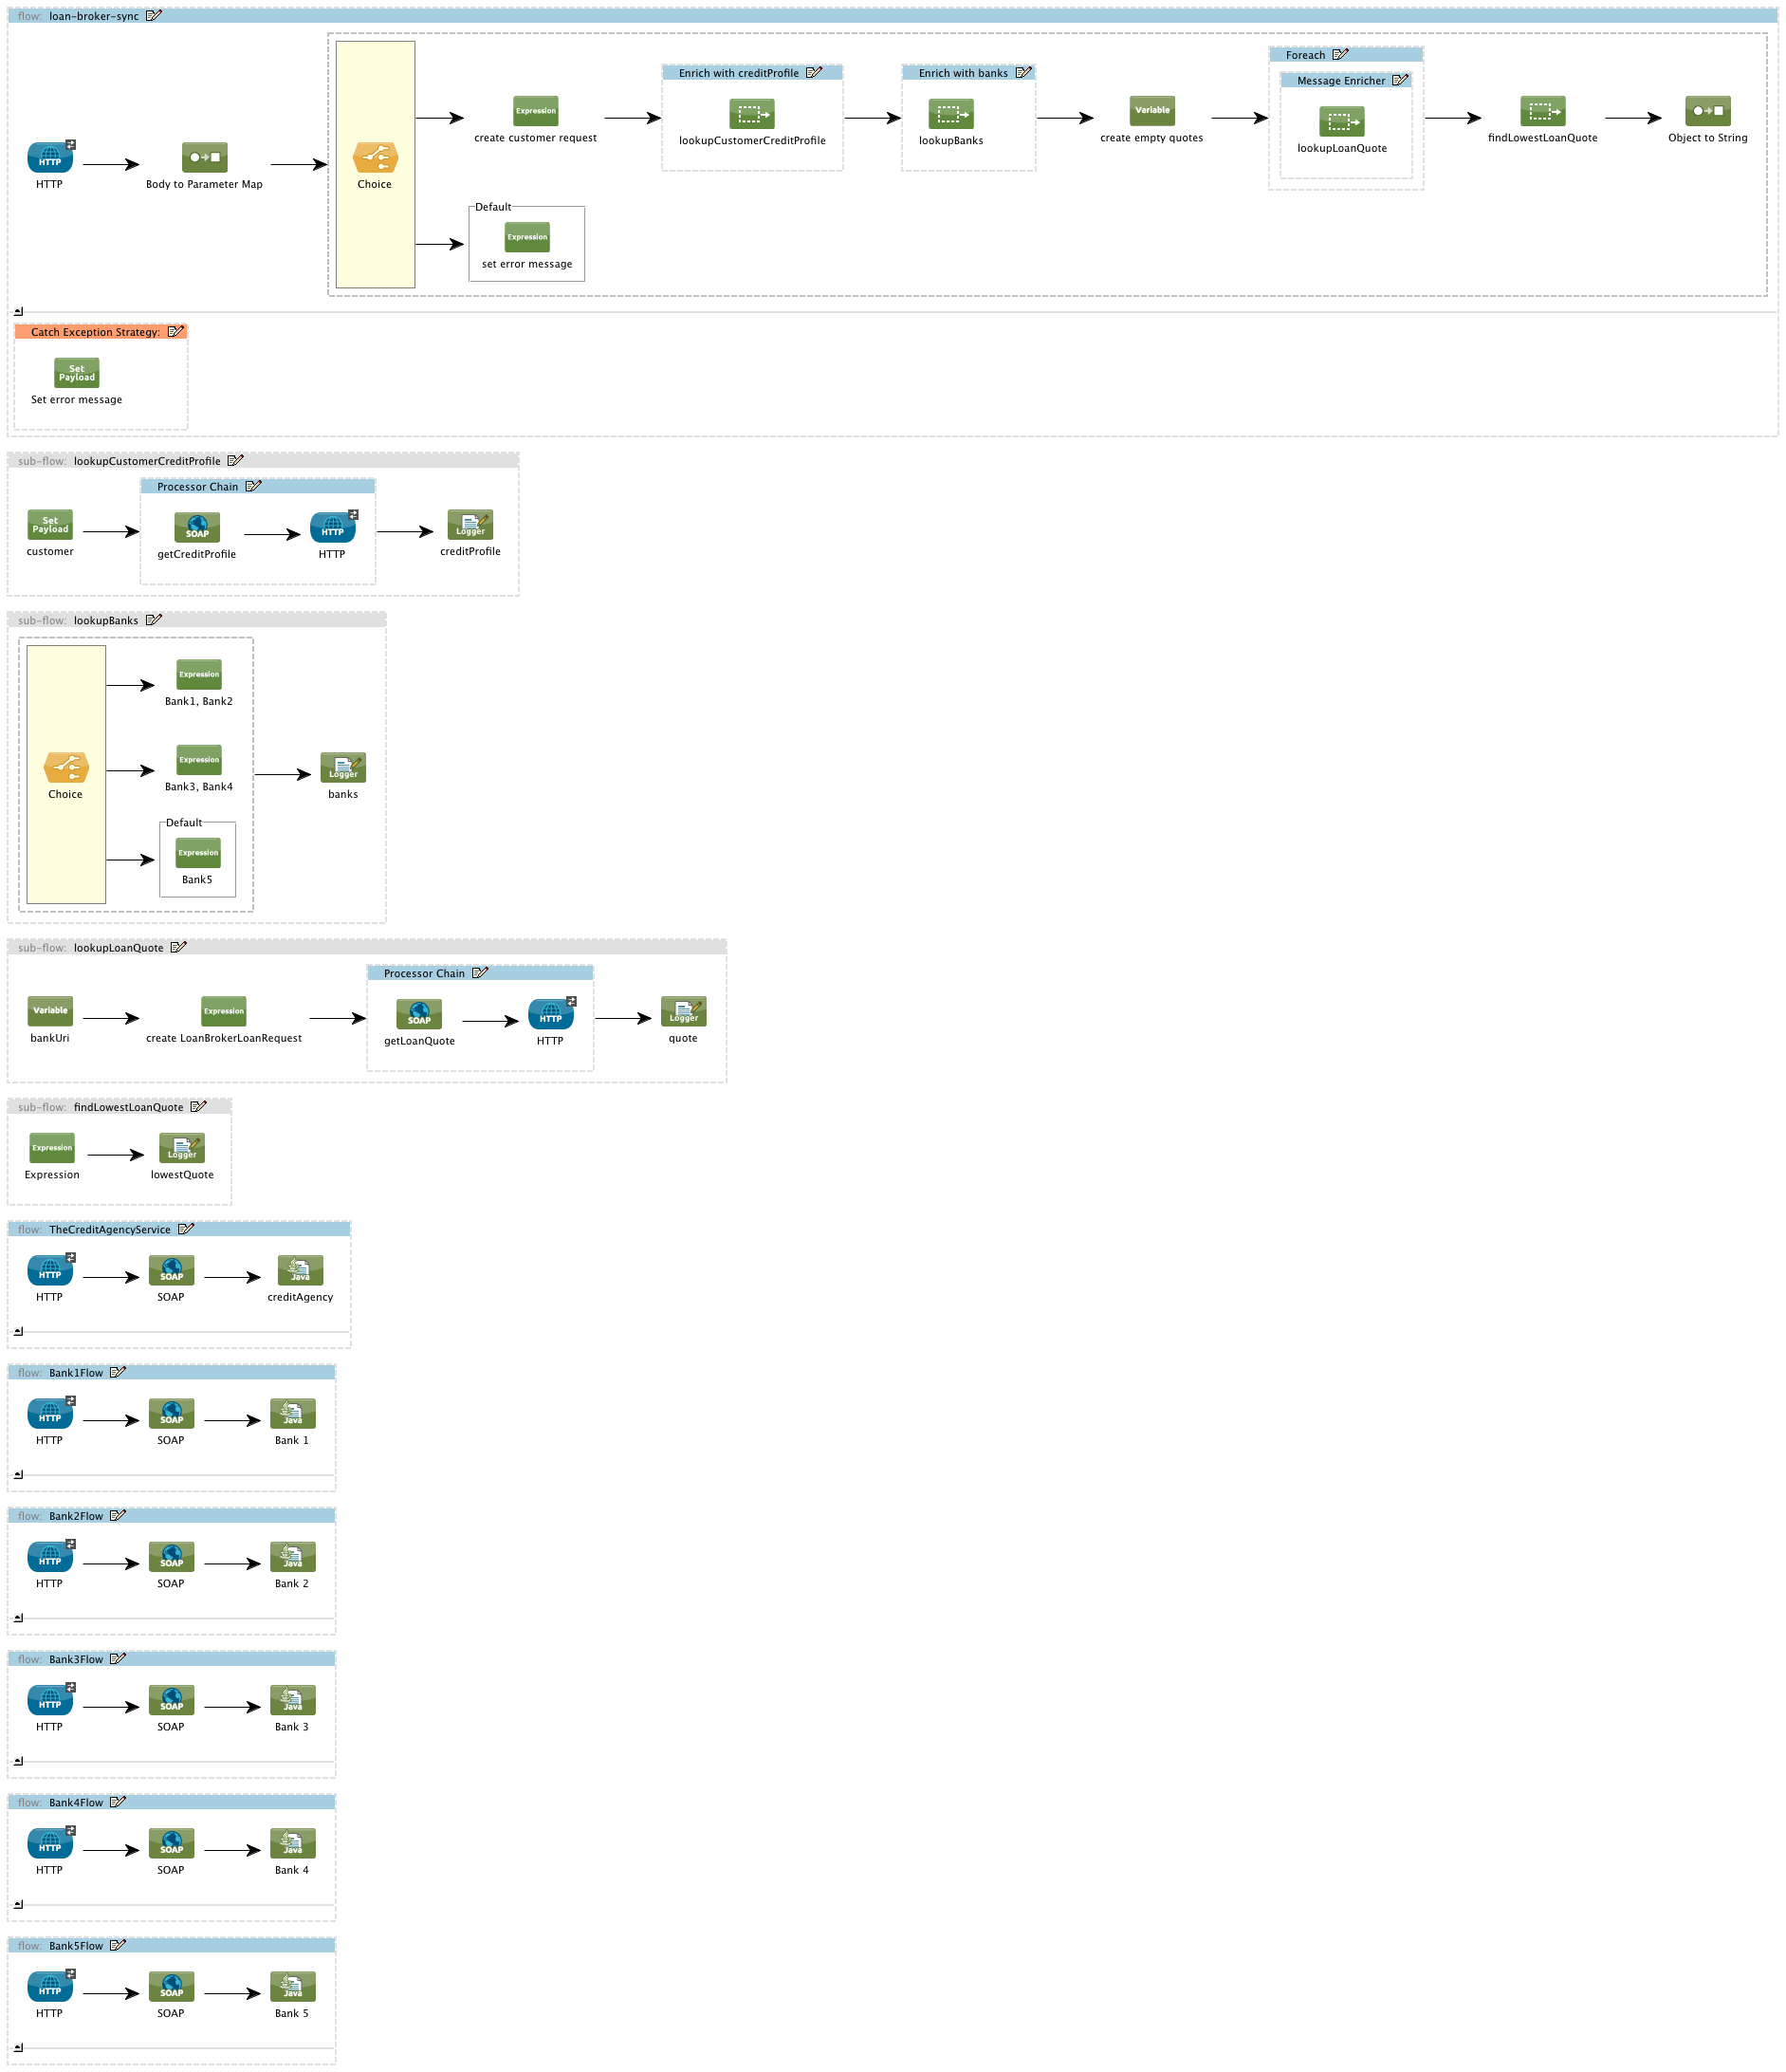 flow: loan-broker-sync
HTTP
HTTP
Body to Parameter Map
Choice
Expression
create customer request
Enrich with creditProfile
lookupCustomerCreditProfile
Enrich with banks
lookupBanks
Variable
create empty quotes
Foreach
Message Enricher
lookupLoanQuote
findLowestLoanQuote
Object to String
Default
Expression
set error message
Catch Exception Strategy:
Set
Payload
Set error message
sub-flow: lookupCustomerCreditProfile
Set
Payload
customer
Processor Chain
SOAP
getCreditProfile
HTTP
HTTP
Logger
creditProfile
sub-flow: lookupBanks
Choice
Expression
Bank1, Bank2
Expression
Bank3, Bank4
Default
Expression
Bank5
Logger
banks
sub-flow: lookupLoanQuote
Variable
bankUri
Expression
create LoanBrokerLoanRequest
Processor Chain
SOAP
getLoanQuote
HTTP
HTTP
Logger
quote
sub-flow: findLowestLoanQuote
Expression
Expression
Logger
lowestQuote
flow: TheCreditAgencyService
HTTP
HTTP
SOAP
SOAP
Java
creditAgency
flow: Bank1Flow
HTTP
HTTP
SOAP
SOAP
Java
Bank 1
flow: Bank2Flow
HTTP
HTTP
SOAP
SOAP
Java
Bank 2
flow: Bank3Flow
HTTP
HTTP
SOAP
SOAP
Java
Bank 3
flow: Bank4Flow
HTTP
HTTP
SOAP
SOAP
Java
Bank 4
flow: Bank5Flow
HTTP
HTTP
SOAP
SOAP
Java
Bank 5